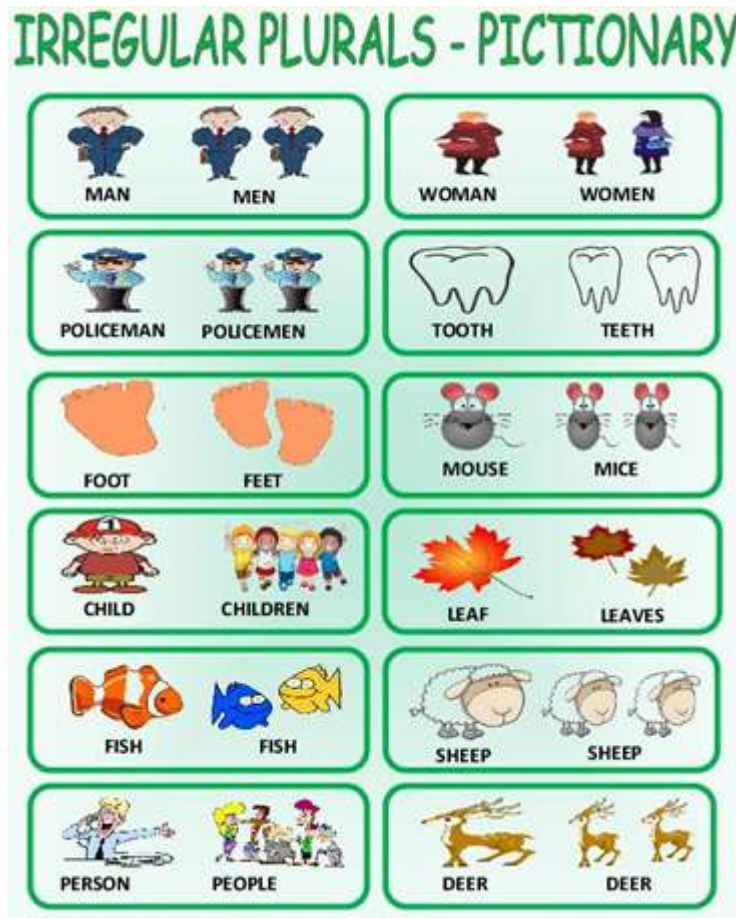 IRREGULAR PLURALS - PICTIONARY
MAN MEN
WOMAN WOMEN
POLICEMAN POLICEMEN
TOOTH TEETH
FOOT FEET
MOUSE MICE
1
CHILD CHILDREN
LEAF LEAVES
FISH FISH
SHEEP SHEEP
PERSON PEOPLE
DEER DEER